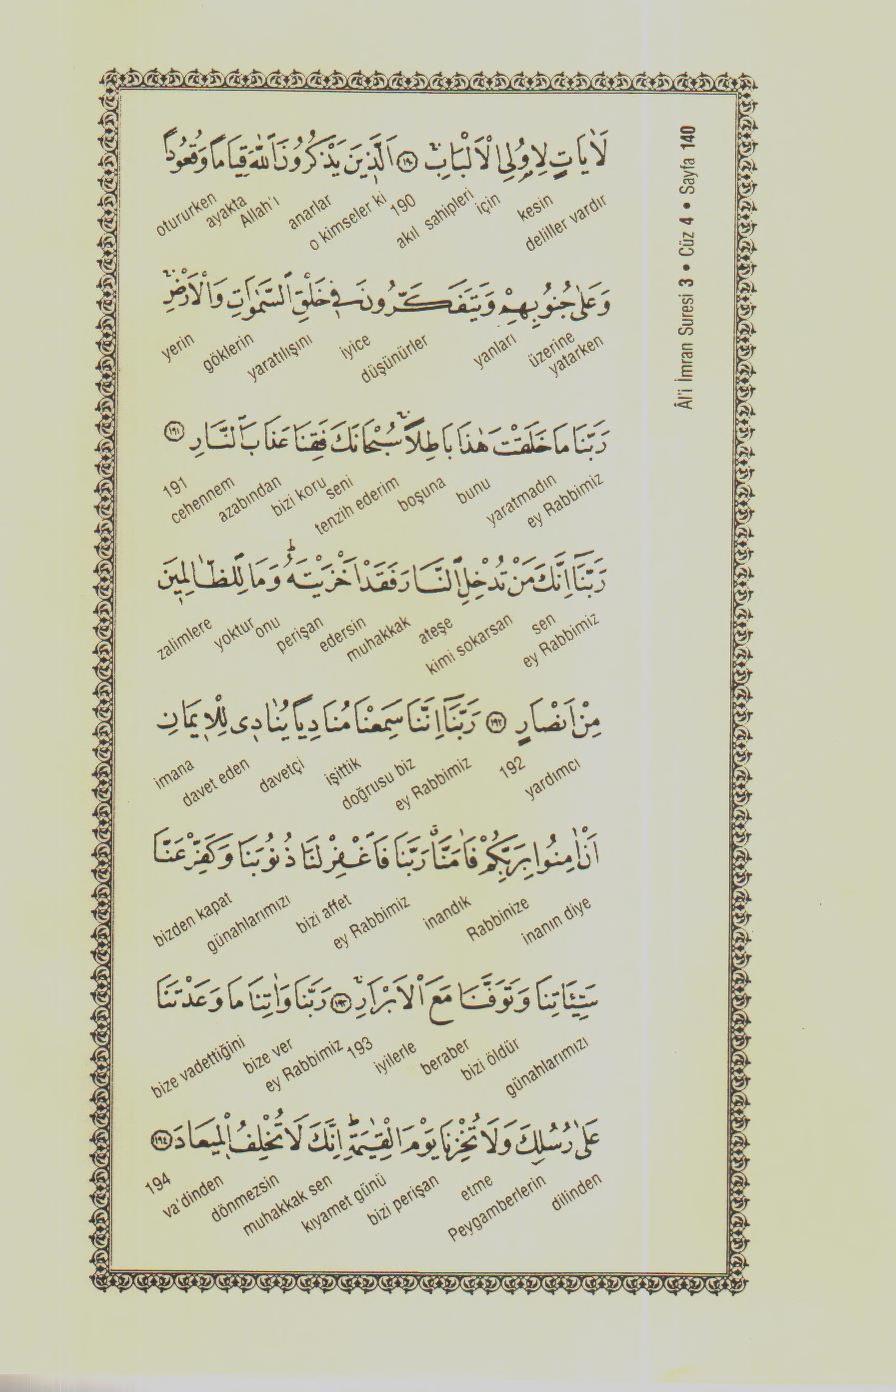 Âl'i İmran Suresi 3 • Cüz 4 • Sayfa 140
لَاٰيَاتٍ لِاُو۬لِي الْاَلْبَابِۙ ﴿١٩٠﴾ اَلَّذ۪ينَ يَذْكُرُونَ اللّٰهَ قِيَاماً وَقُعُوداً
deliller vardır kesin için akıl sahipleri 190 o kimseler ki anarlar Allah'ı ayakta otururken
وَعَلٰى جُنُوبِهِمْ وَيَتَفَكَّرُونَ ف۪ي خَلْقِ السَّمٰوَاتِ وَالْاَرْضِۚ
yatarken üzerine yanları düşünürler iyice yaratılışını göklerin yerin
رَبَّنَا مَا خَلَقْتَ هٰذَا بَاطِلاًۚ سُبْحَانَكَ فَقِنَا عَذَابَ النَّارِ ﴿١٩١﴾
ey Rabbimiz yaratmadın bunu boşuna tenzih ederim seni bizi koru azabından cehennem 191
رَبَّنَٓا اِنَّكَ مَنْ تُدْخِلِ النَّارَ فَقَدْ اَخْزَيْتَهُۜ وَمَا لِلظَّالِم۪ينَ
ey Rabbimiz sen kimi sokarsan ateşe muhakkak edersin perişan onu yoktur zalimlere
مِنْ اَنْصَارٍ ﴿١٩٢﴾ رَبَّنَٓا اِنَّنَا سَمِعْنَا مُنَادِياً يُنَاد۪ي لِلْا۪يمَانِ
yardımcı 192 ey Rabbimiz doğrusu biz işittik davetçi davet eden imana
اَنْ اٰمِنُوا بِرَبِّكُمْ فَاٰمَنَّاۗ رَبَّنَا فَاغْفِرْ لَنَا ذُنُوبَنَا وَكَفِّرْ عَنَّا
inanın diye Rabbinize inandık ey Rabbimiz bizi affet günahlarımızı bizden kapat
سَيِّـَٔاتِنَا وَتَوَفَّنَا مَعَ الْاَبْرَارِۚ ﴿١٩٣﴾ رَبَّنَا وَاٰتِنَا مَا وَعَدْتَنَا
günahlarımızı bizi öldür beraber iyilerle 193 ey Rabbimiz bize ver bize vadettiğini
عَلٰى رُسُلِكَ وَلَا تُخْزِنَا يَوْمَ الْقِيٰمَةِۜ اِنَّكَ لَا تُخْلِفُ الْم۪يعَادَ ﴿١٩٤﴾
dilinden Peygamberlerin etme bizi perişan kıyamet günü muhakkak sen dönmezsin va'dinden 194